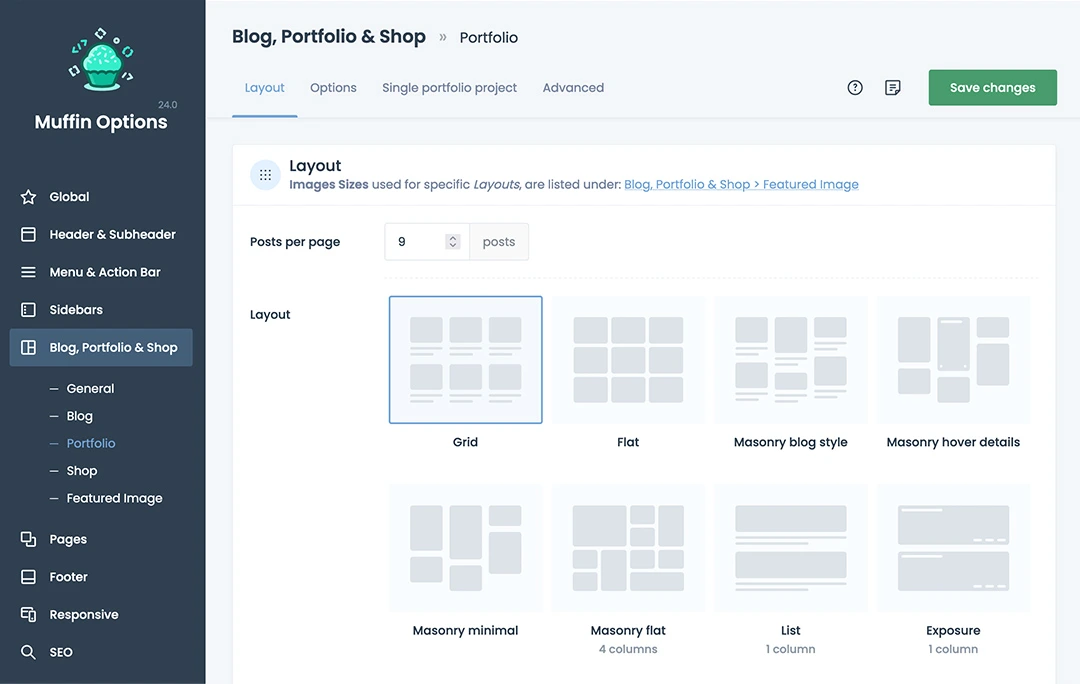 24.0
Muffin Options
Global
Header & Subheader
Menu & Action Bar
Sidebars
Blog, Portfolio & Shop
— General
— Blog
— Portfolio
— Shop
— Featured Image
Pages
Footer
Responsive
SEO
Blog, Portfolio & Shop » Portfolio
Layout Options Single portfolio project Advanced
Save changes
Layout
Images Sizes used for specific Layouts, are listed under: Blog, Portfolio & Shop > Featured Image
Posts per page 9 posts
Layout
Grid Flat Masonry blog style Masonry hover details
Masonry minimal Masonry flat List Exposure
4 columns 1 column 1 column